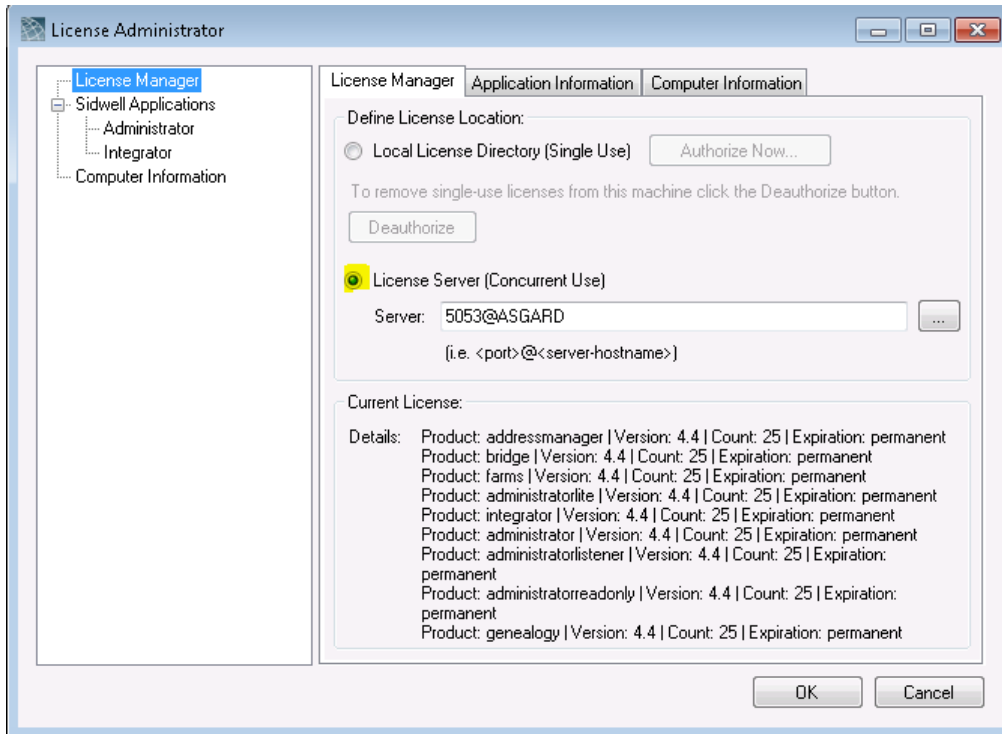 License Administrator
License Manager
Sidwell Applications
Administrator
Integrator
Computer Information
License Manager
Application Information
Computer Information
Define License Location:
Local License Directory (Single Use)
Authorize Now...
To remove single-use licenses from this machine click the Deauthorize button.
Deauthorize
License Server (Concurrent Use)
Server: 5053@ASGARD
...
(i.e. <port>@<server-hostname>)
Current License:
Details: Product: addressmanager | Version: 4.4 | Count: 25 | Expiration: permanent
Product: bridge | Version: 4.4 | Count: 25 | Expiration: permanent
Product: farms | Version: 4.4 | Count: 25 | Expiration: permanent
Product: administratorlite | Version: 4.4 | Count: 25 | Expiration: permanent
Product: integrator | Version: 4.4 | Count: 25 | Expiration: permanent
Product: administrator | Version: 4.4 | Count: 25 | Expiration: permanent
Product: administratorlistener | Version: 4.4 | Count: 25 | Expiration:
permanent
Product: administratorreadonly | Version: 4.4 | Count: 25 | Expiration:
permanent
Product: genealogy | Version: 4.4 | Count: 25 | Expiration: permanent
OK
Cancel